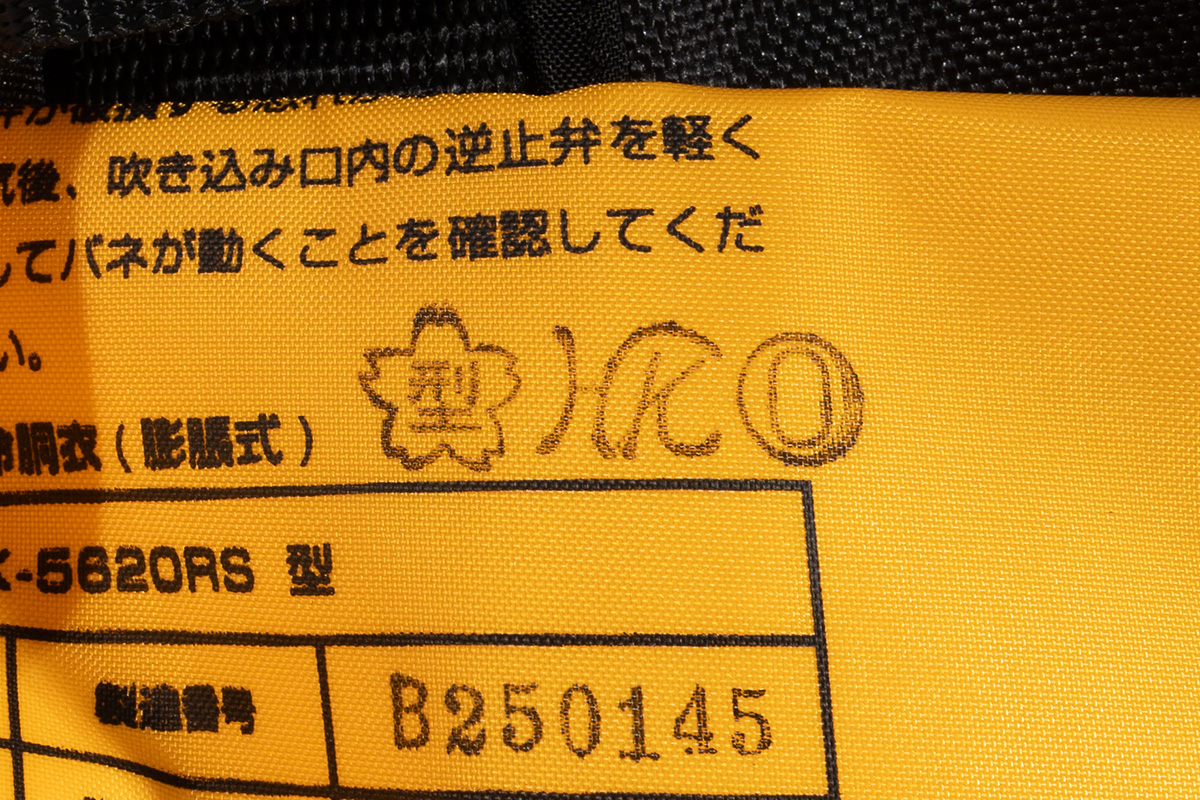 後、吹き込み口内の逆止弁を軽く
してバネが動くことを確認してくだ
い。
胴衣(膨脹式)
型 HK O
-5620RS 型
製造番号 B250145